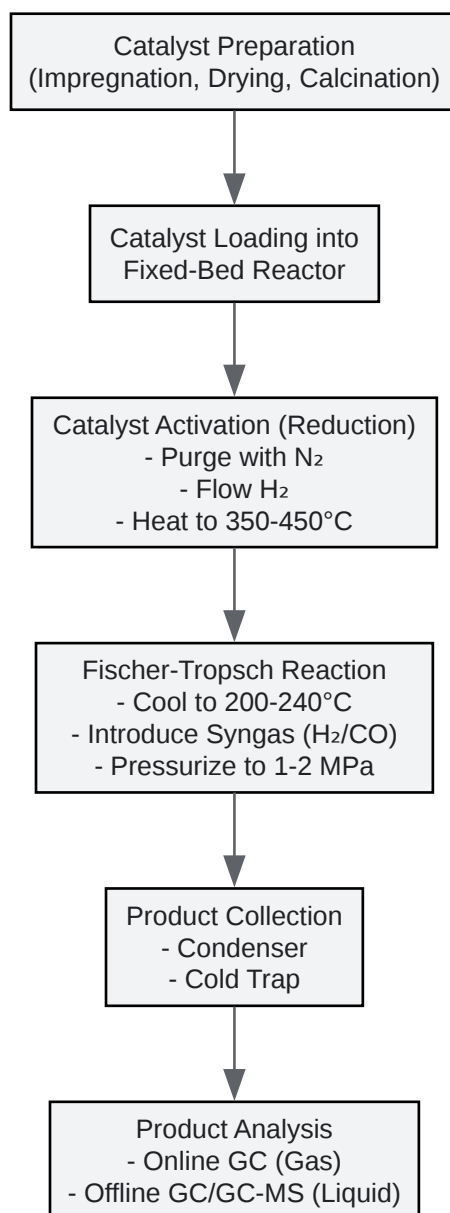 Catalyst Preparation
(Impregnation, Drying, Calcination)
Catalyst Loading into
Fixed-Bed Reactor
Catalyst Activation (Reduction)
- Purge with N₂
- Flow H₂
- Heat to 350-450°C
Fischer-Tropsch Reaction
- Cool to 200-240°C
- Introduce Syngas (H₂/CO)
- Pressurize to 1-2 MPa
Product Collection
- Condenser
- Cold Trap
Product Analysis
- Online GC (Gas)
- Offline GC/GC-MS (Liquid)